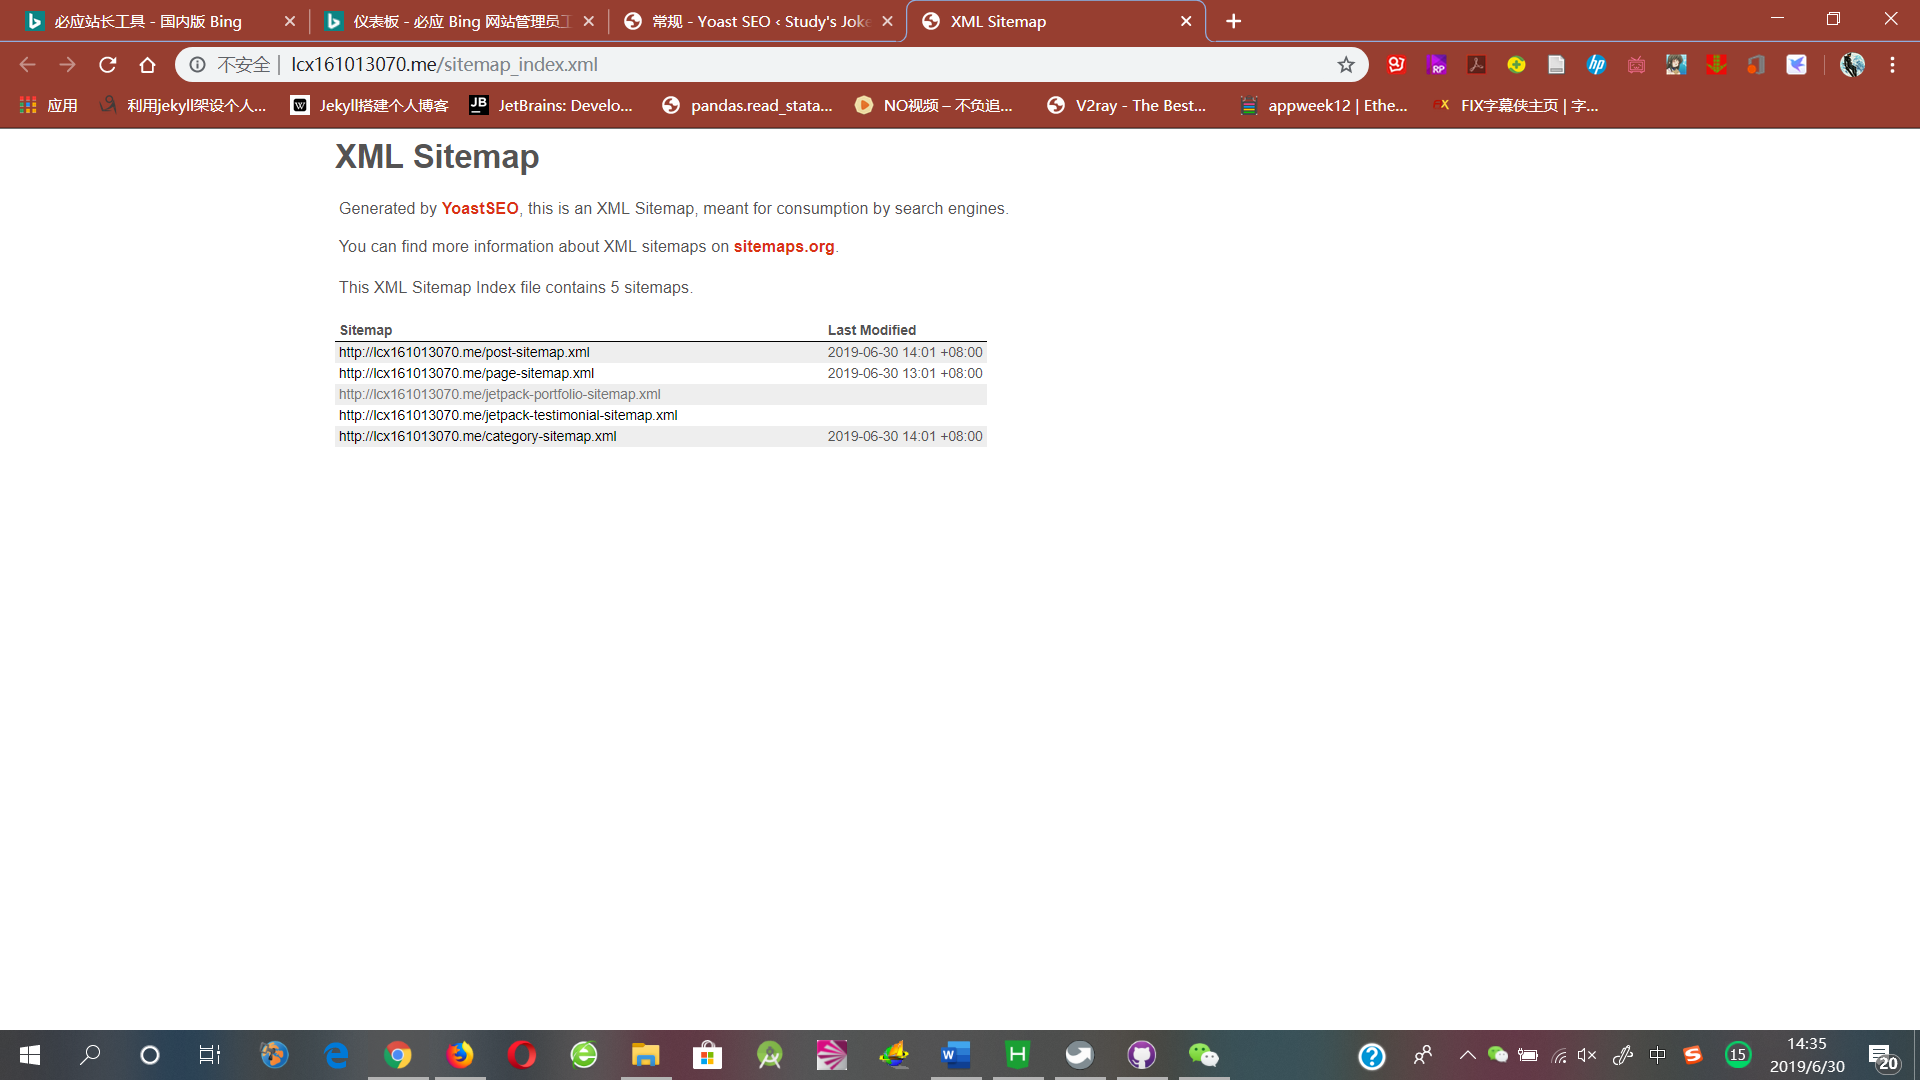 必应站长工具 - 国内版 Bing
仪表板 - 必应 Bing 网站管理员工
常规 - Yoast SEO ‹ Study's Joke
XML Sitemap
不安全 | lcx161013070.me/sitemap_index.xml
应用
利用jekyll架设个人...
Jekyll搭建个人博客
JetBrains: Develo...
pandas.read_stata...
NO视频 – 不负追...
V2ray - The Best...
appweek12 | Ethe...
FIX字幕侠主页 | 字...
XML Sitemap
Generated by YoastSEO, this is an XML Sitemap, meant for consumption by search engines.
You can find more information about XML sitemaps on sitemaps.org.
This XML Sitemap Index file contains 5 sitemaps.
Sitemap Last Modified
http://lcx161013070.me/post-sitemap.xml 2019-06-30 14:01 +08:00
http://lcx161013070.me/page-sitemap.xml 2019-06-30 13:01 +08:00
http://lcx161013070.me/jetpack-portfolio-sitemap.xml
http://lcx161013070.me/jetpack-testimonial-sitemap.xml
http://lcx161013070.me/category-sitemap.xml 2019-06-30 14:01 +08:00
中
15
14:35
2019/6/30
20